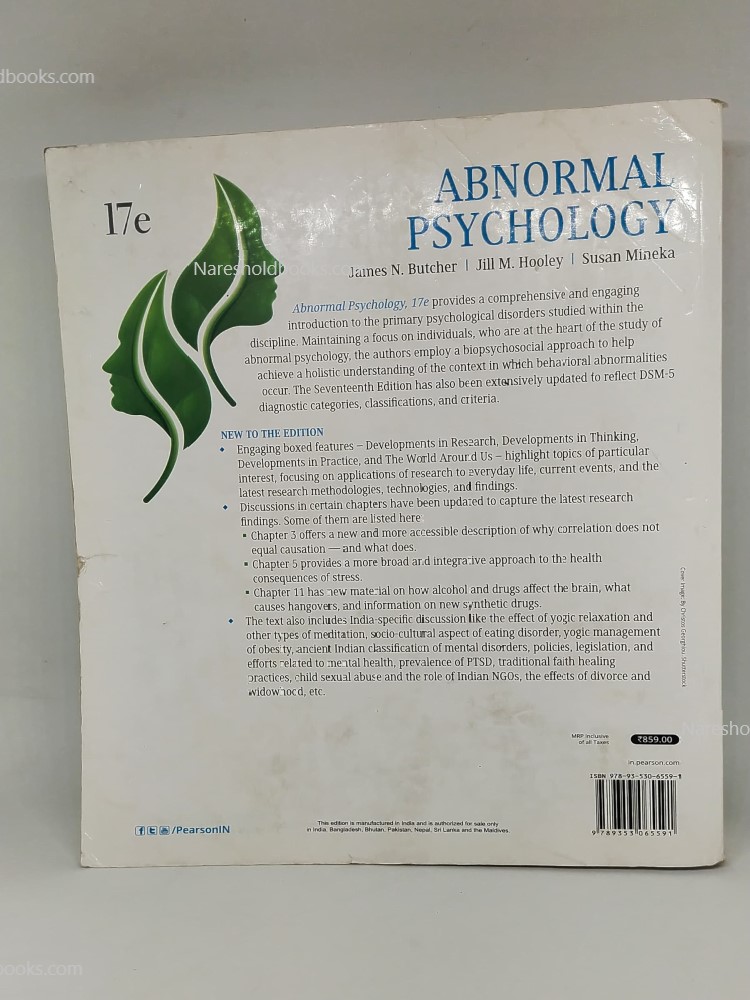 dbooks.com
17e
ABNORMAL
PSYCHOLOGY
James N. Butcher | Jill M. Hooley | Susan Mineka
Naresholdbooks.com
Abnormal Psychology, 17e provides a comprehensive and engaging
introduction to the primary psychological disorders studied within the
discipline. Maintaining a focus on individuals, who are at the heart of the study of
abnormal psychology, the authors employ a biopsychosocial approach to help
achieve a holistic understanding of the context in which behavioral abnormalities
occur. The Seventeenth Edition has also been extensively updated to reflect DSM-5
diagnostic categories, classifications, and criteria.
NEW TO THE EDITION
• Engaging boxed features – Developments in Research, Developments in Thinking,
Developments in Practice, and The World Around Us – highlight topics of particular
interest, focusing on applications of research to everyday life, current events, and the
latest research methodologies, technologies, and findings.
• Discussions in certain chapters have been updated to capture the latest research
findings. Some of them are listed here:
▪ Chapter 3 offers a new and more accessible description of why correlation does not
equal causation — and what does.
▪ Chapter 5 provides a more broad and integrative approach to the health
consequences of stress.
▪ Chapter 11 has new material on how alcohol and drugs affect the brain, what
causes hangovers, and information on new synthetic drugs.
• The text also includes India-specific discussion like the effect of yogic relaxation and
other types of meditation, socio-cultural aspect of eating disorder, yogic management
of obesity, ancient Indian classification of mental disorders, policies, legislation, and
efforts related to mental health, prevalence of PTSD, traditional faith healing
practices, child sexual abuse and the role of Indian NGOs, the effects of divorce and
widowhood, etc.
Cover Image: By Christos Georghiou, Shutterstock
Naresho
MRP Inclusive
of all Taxes
₹859.00
in.pearson.com
ISBN 978-93-530-6559-1
9 789353 065591
/PearsonIN
This edition is manufactured in India and is authorized for sale only
in India, Bangladesh, Bhutan, Pakistan, Nepal, Sri Lanka and the Maldives.
books.com